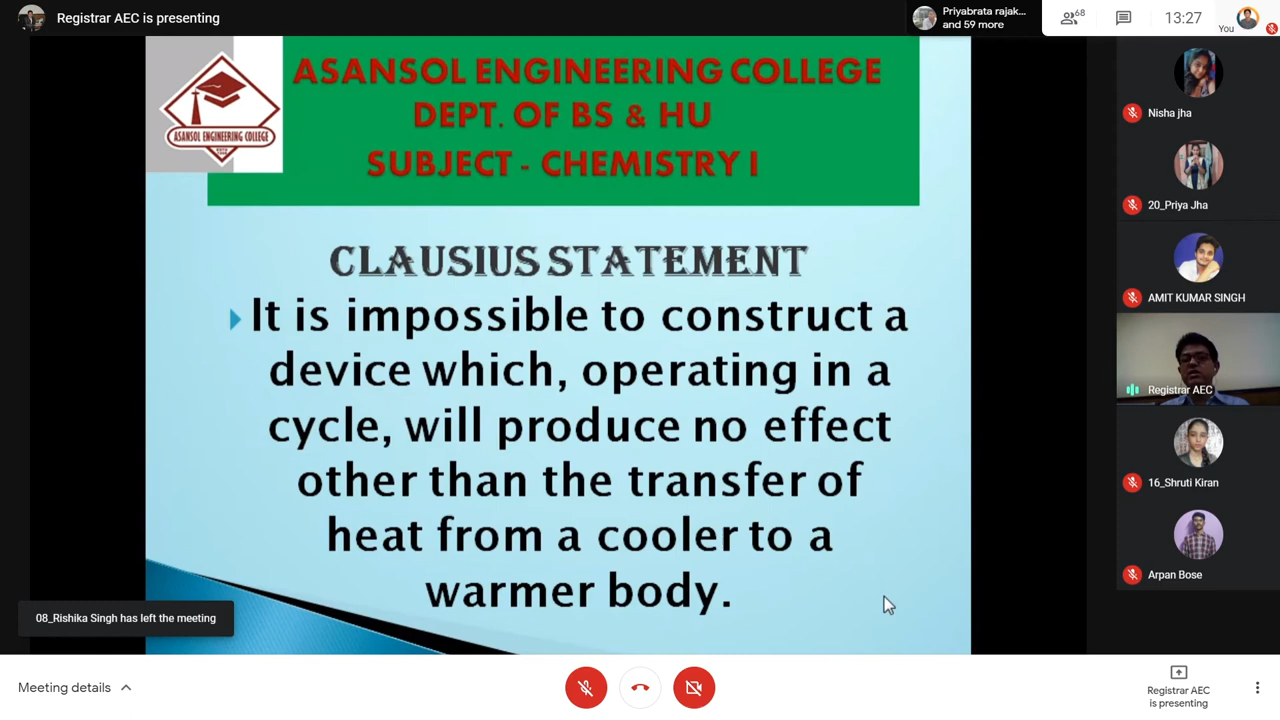 Registrar AEC is presenting
Priyabrata rajak...
and 59 more
68
13:27
You
ASANSOL ENGINEERING COLLEGE
DEPT. OF BS & HU
SUBJECT - CHEMISTRY I
ASANSOL ENGINEERING COLLEGE
CLAUSIUS STATEMENT
It is impossible to construct a
device which, operating in a
cycle, will produce no effect
other than the transfer of
heat from a cooler to a
warmer body.
Nisha jha
20_Priya Jha
AMIT KUMAR SINGH
Registrar AEC
16_Shruti Kiran
Arpan Bose
08_Rishika Singh has left the meeting
Meeting details
Registrar AEC
is presenting